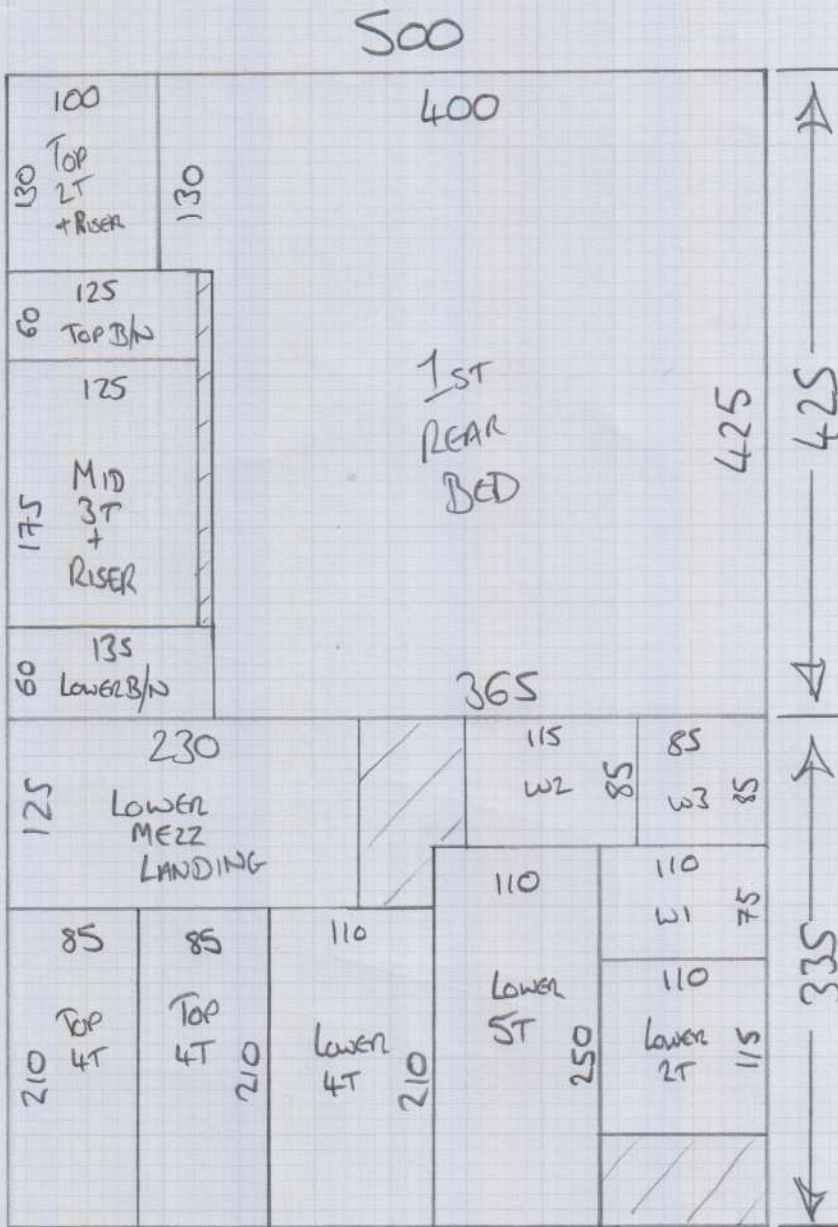 500
100
400
130
TOP
2T
+ RISER
130
125
60
TOP B/N
125
175
MID
3T
+
RISER
1ST
REAR
BED
425
425
135
60
LOWER B/N
365
230
125
LOWER
MEZZ
LANDING
115
W2
85
85
W3
85
110
W1
75
85
TOP
4T
210
85
TOP
4T
210
110
LOWER
4T
210
110
LOWER
5T
250
110
LOWER
2T
115
335